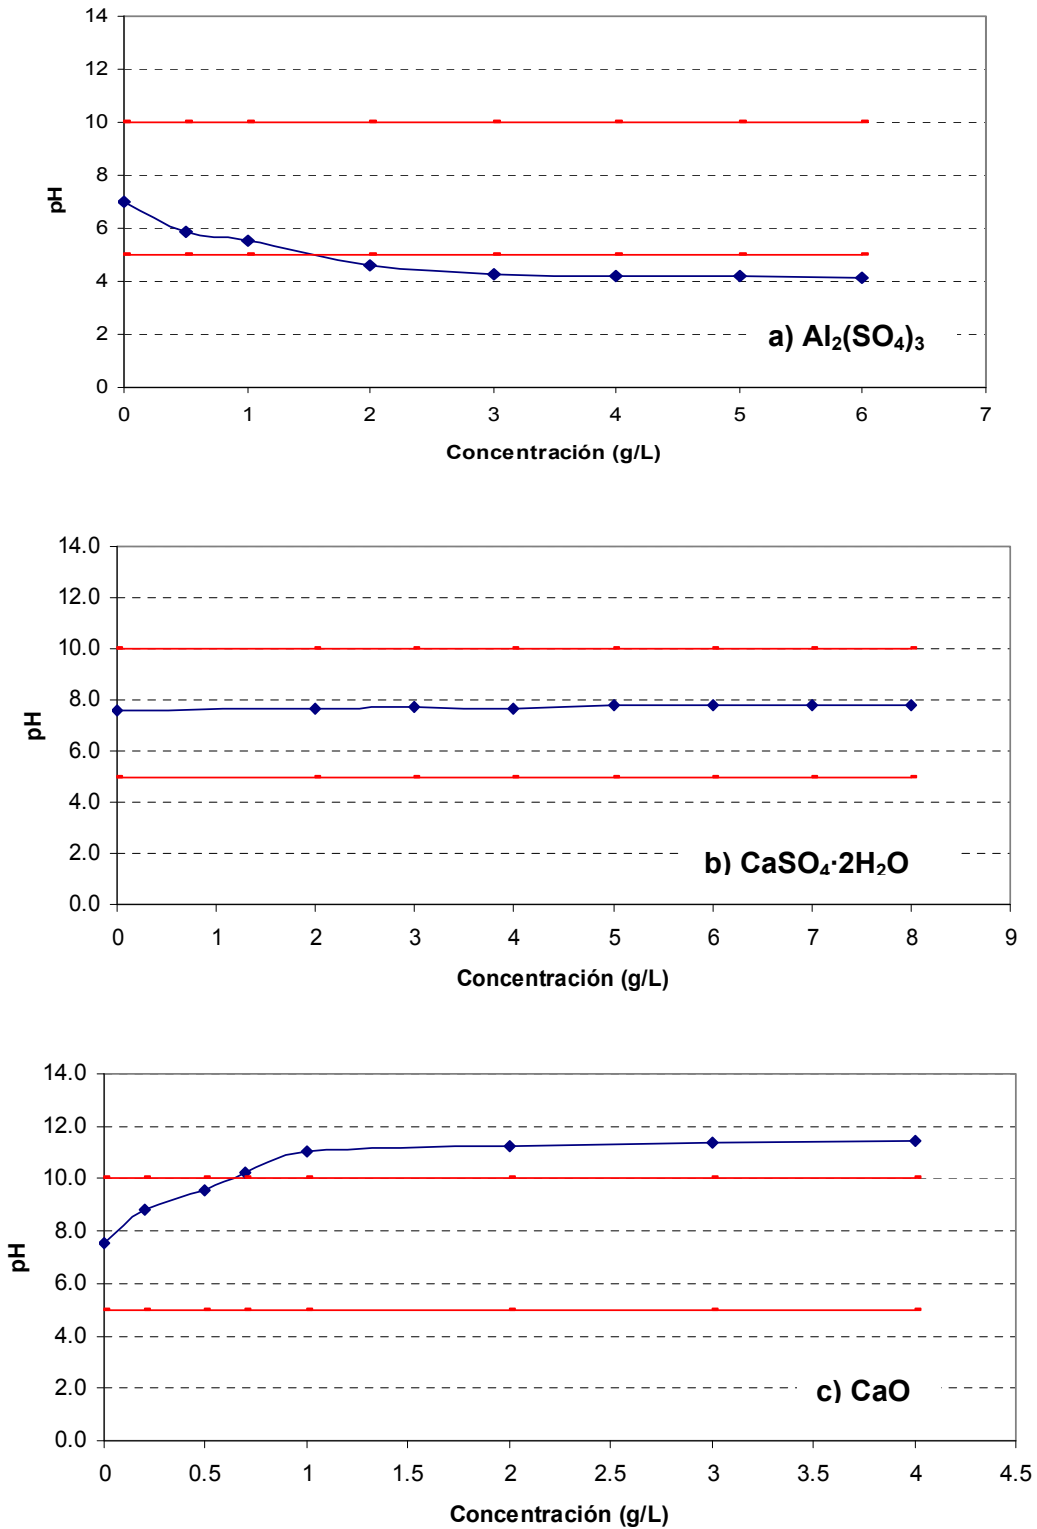 14
12
10
8
6
4
2
0
pH
a) Al₂(SO₄)₃
0 1 2 3 4 5 6 7
Concentración (g/L)
14.0
12.0
10.0
8.0
6.0
4.0
2.0
0.0
pH
b) CaSO₄·2H₂O
0 1 2 3 4 5 6 7 8 9
Concentración (g/L)
14.0
12.0
10.0
8.0
6.0
4.0
2.0
0.0
pH
c) CaO
0 0.5 1 1.5 2 2.5 3 3.5 4 4.5
Concentración (g/L)